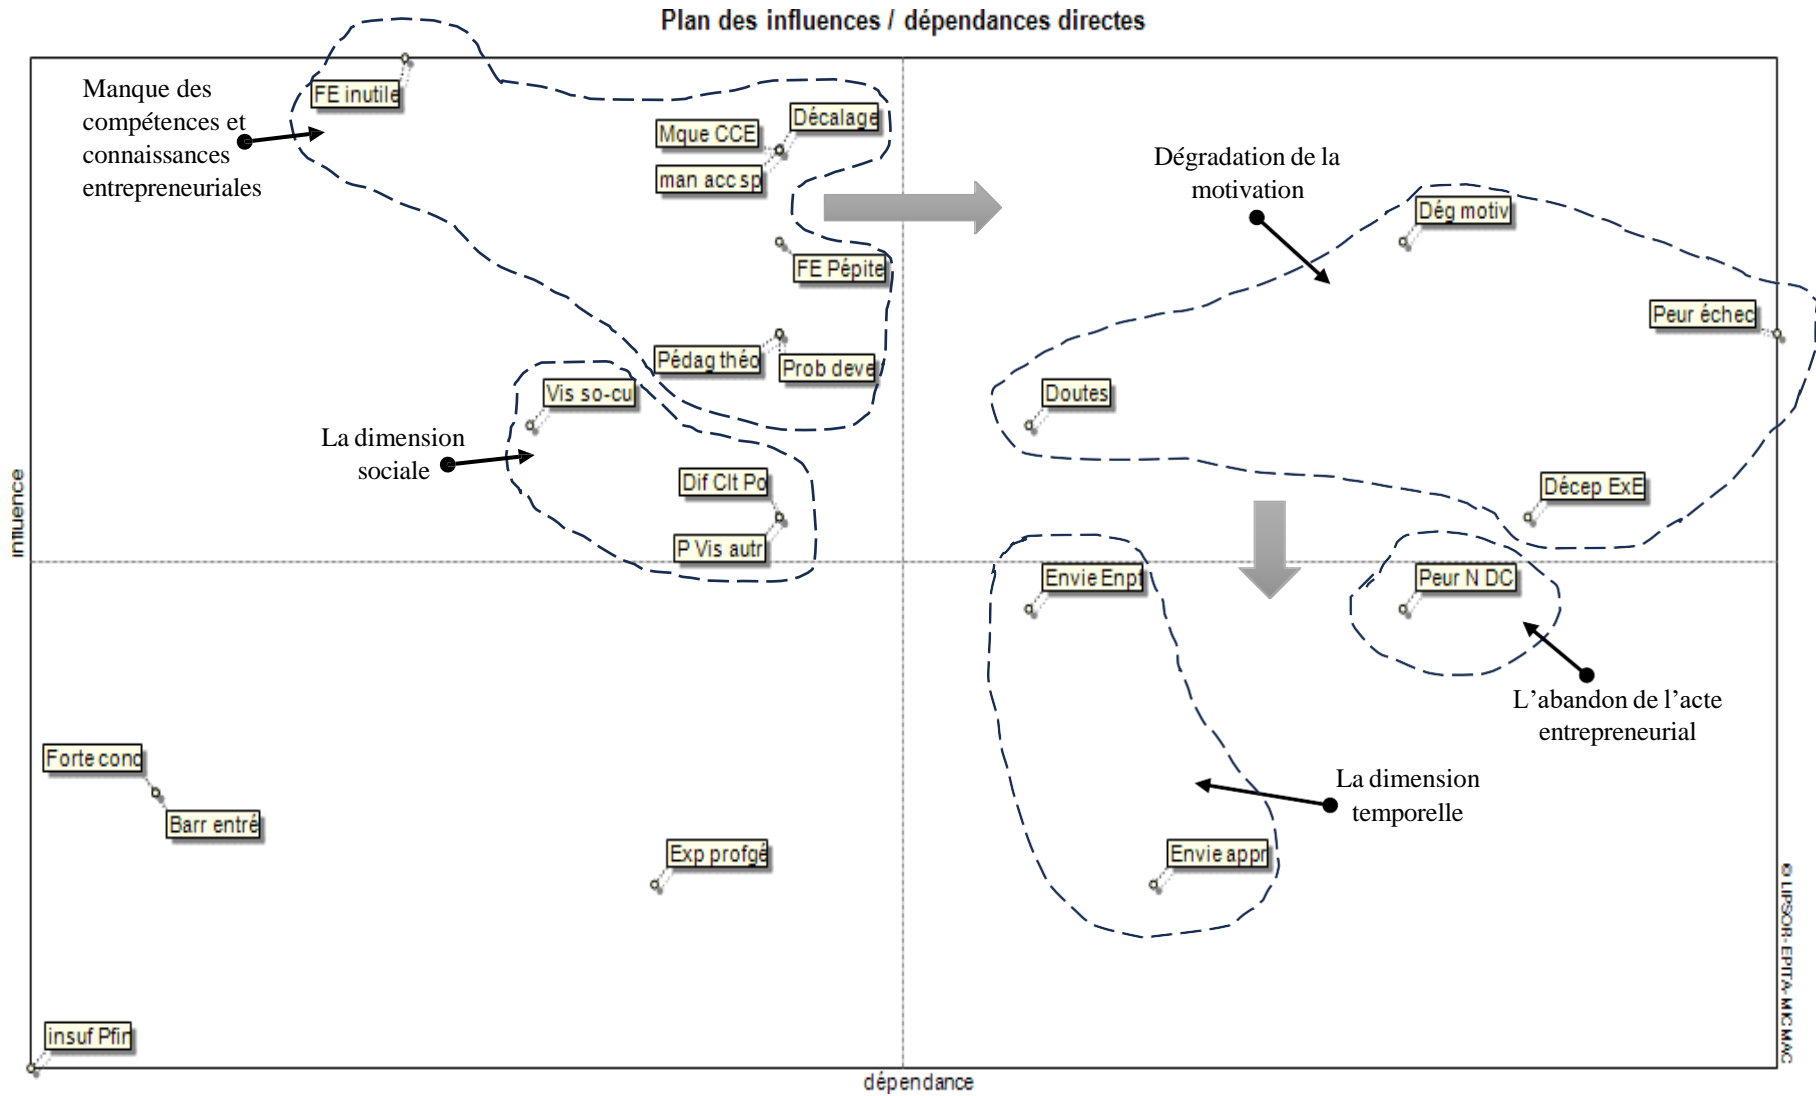 Plan des influences / dépendances directes
Manque des
compétences et
connaissances
entrepreneuriales
FE inutile
Mque CCE
Décalage
man acc sp
FE Pépite
Pédag théo
Prob deve
Dégradation de la
motivation
Dég motiv
Peur échec
Doutes
Décep ExE
Vis so-cu
La dimension
sociale
Dif Clt Po
P Vis autr
influence
Envie Enpt
Peur N DC
L'abandon de l'acte
entrepreneurial
La dimension
temporelle
Forte cond
Barr entré
Exp profgé
Envie appr
insuf Pfin
dépendance
© LIPSOR-EPITA-MICMAC